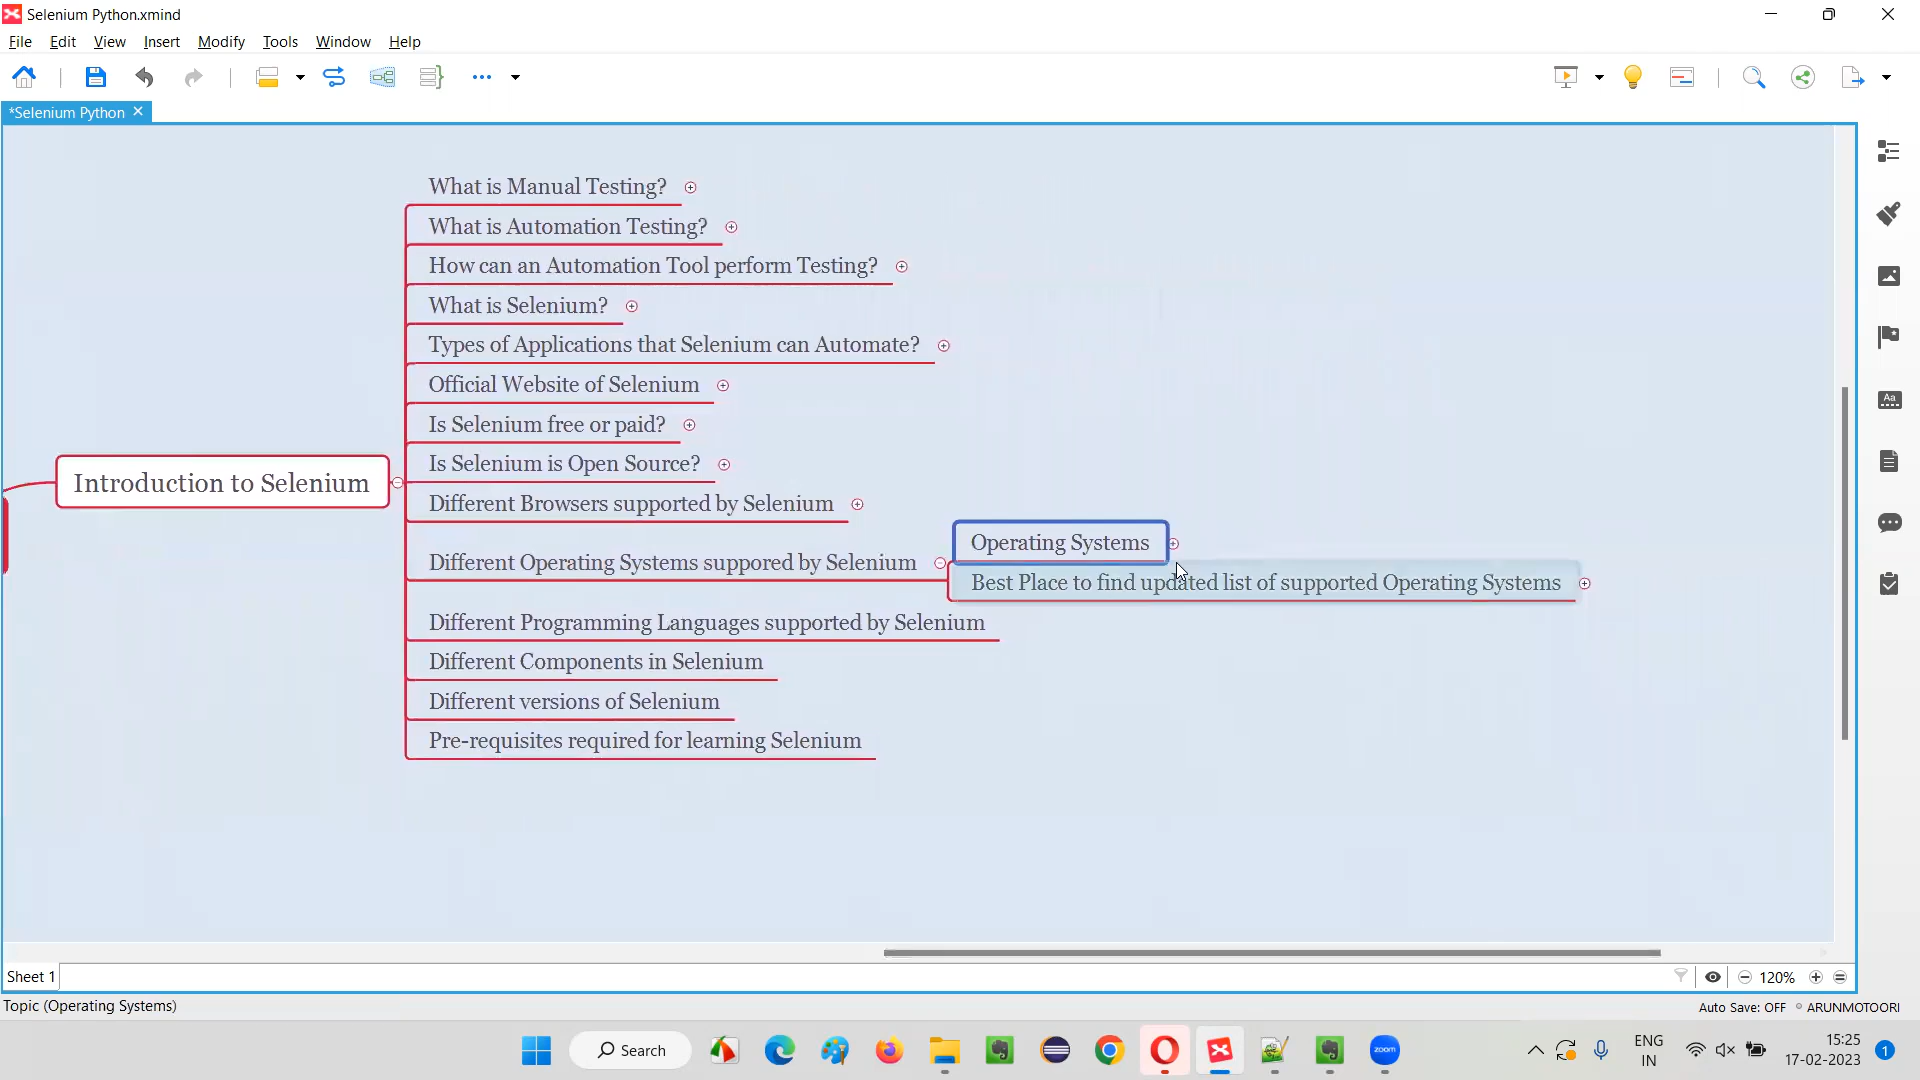 Selenium Python.xmind
File Edit View Insert Modify Tools Window Help
*Selenium Python
What is Manual Testing?
What is Automation Testing?
How can an Automation Tool perform Testing?
What is Selenium?
Types of Applications that Selenium can Automate?
Official Website of Selenium
Is Selenium free or paid?
Is Selenium is Open Source?
Introduction to Selenium
Different Browsers supported by Selenium
Operating Systems
Different Operating Systems suppored by Selenium
Best Place to find updated list of supported Operating Systems
Different Programming Languages supported by Selenium
Different Components in Selenium
Different versions of Selenium
Pre-requisites required for learning Selenium
Sheet 1
120%
Topic (Operating Systems)
Auto Save: OFF
ARUNMOTOORI
Search
zoom
ENG
IN
15:25
17-02-2023
1
Aa